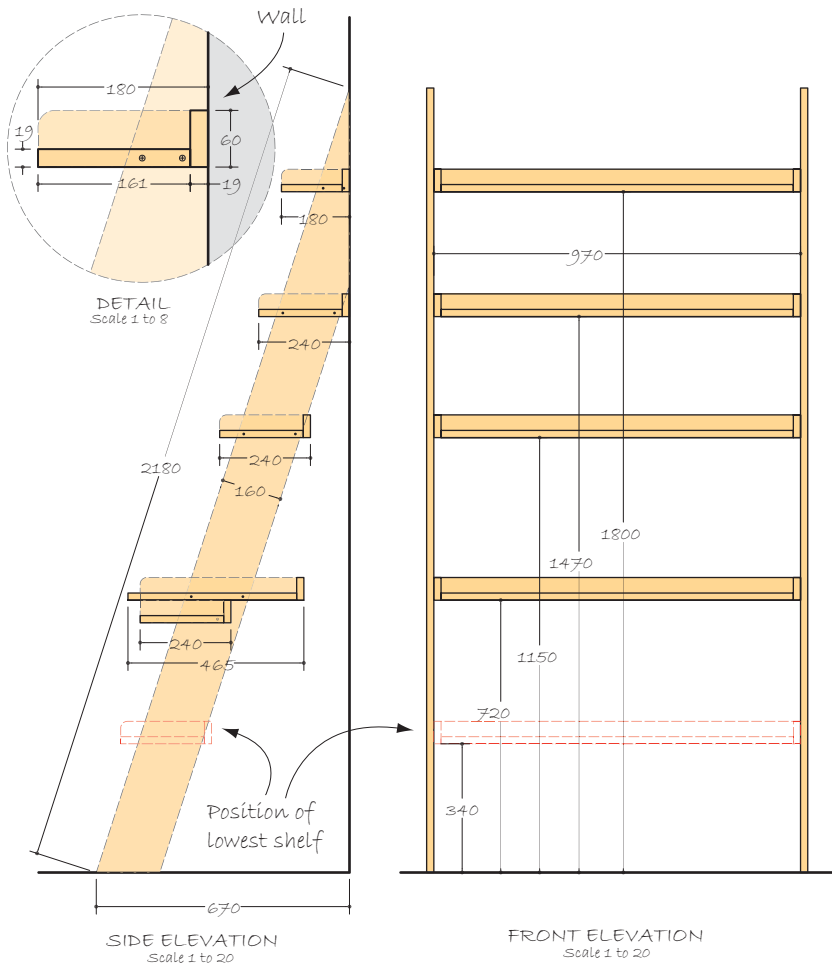 Wall
180
19
60
161
19
DETAIL
Scale 1 to 8
180
240
240
2180
160
240
465
Position of
lowest shelf
670
SIDE ELEVATION
Scale 1 to 20
970
1800
1470
1150
720
340
FRONT ELEVATION
Scale 1 to 20